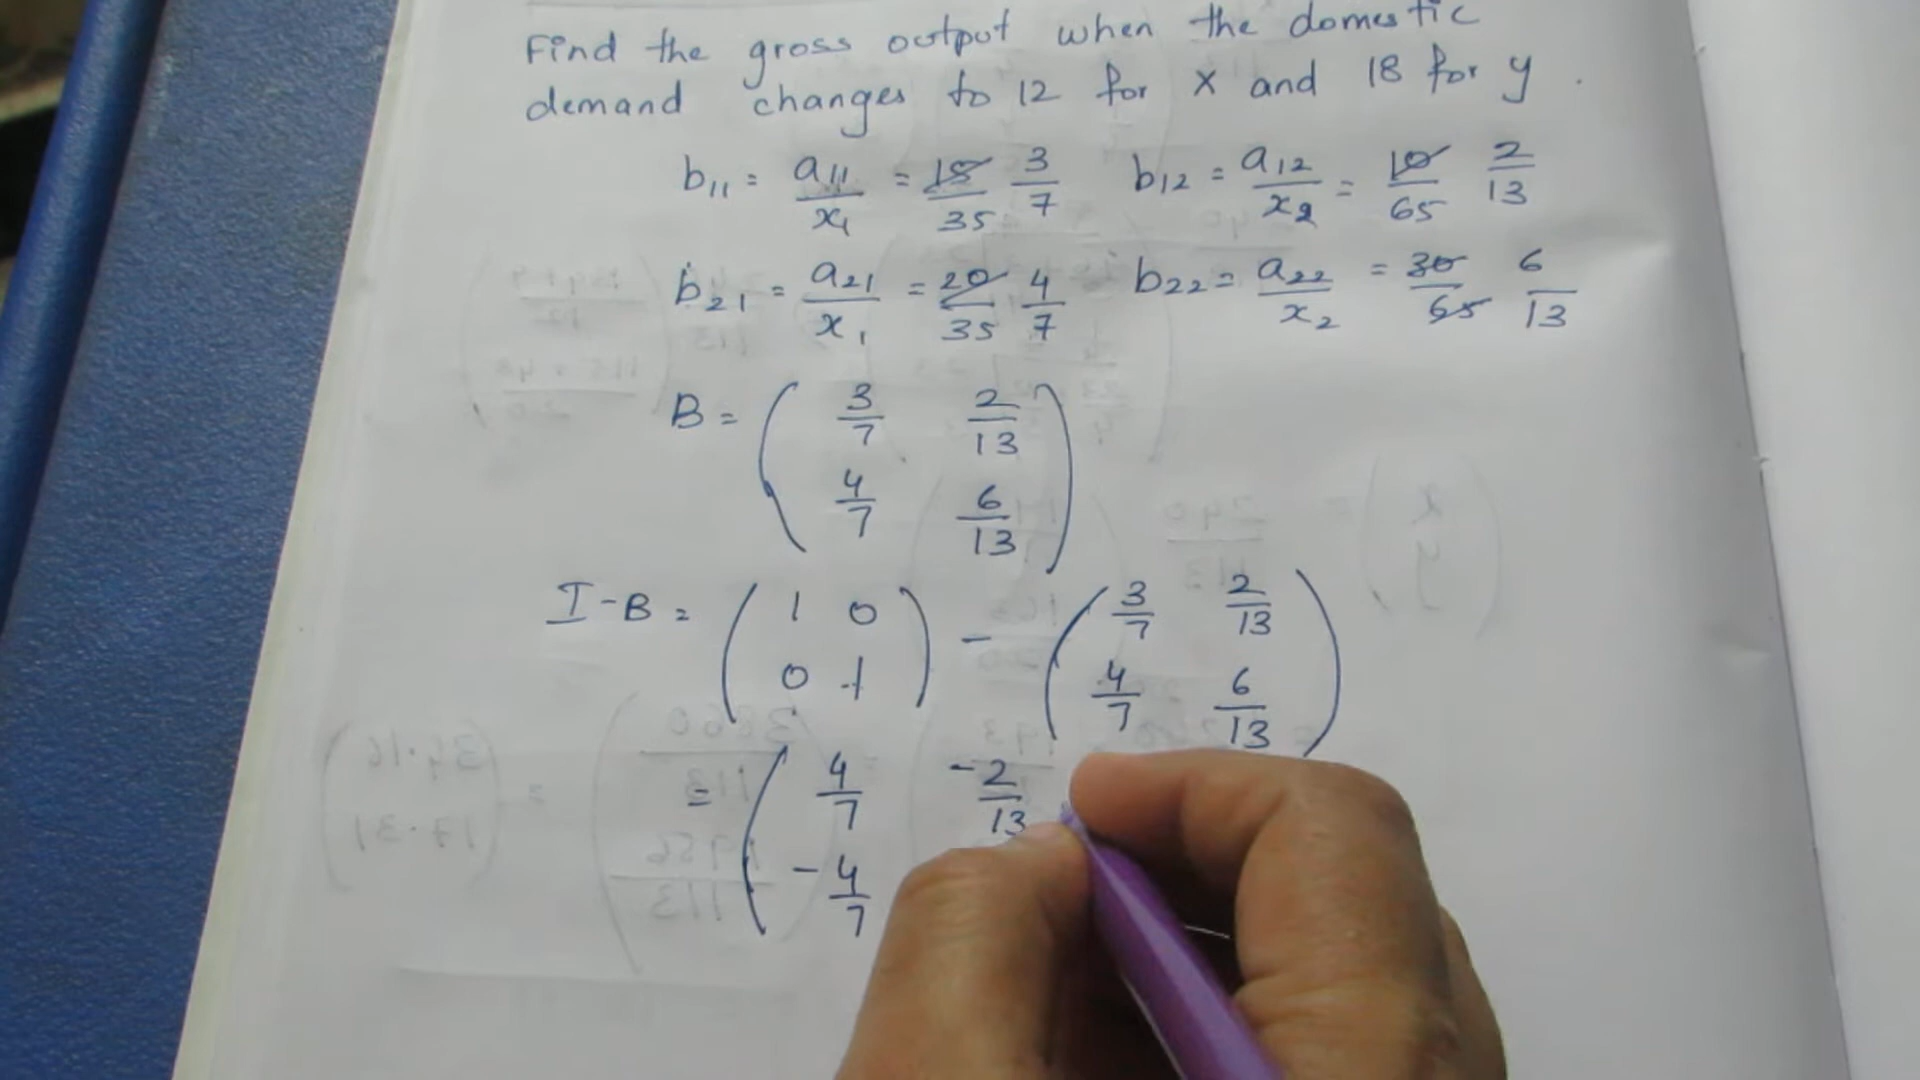 Find the gross output when the domestic
demand changes to 12 for x and 18 for y.
b11 = a11/x1 = 15/35 3/7 b12 = a12/x2 = 10/65 2/13
b21 = a21/x1 = 20/35 4/7 b22 = a22/x2 = 30/65 6/13
B = ( 3/7 2/13
4/7 6/13 )
I-B = ( 1 0
0 1 ) - ( 3/7 2/13
4/7 6/13 )
= ( 4/7 -2/13
-4/7